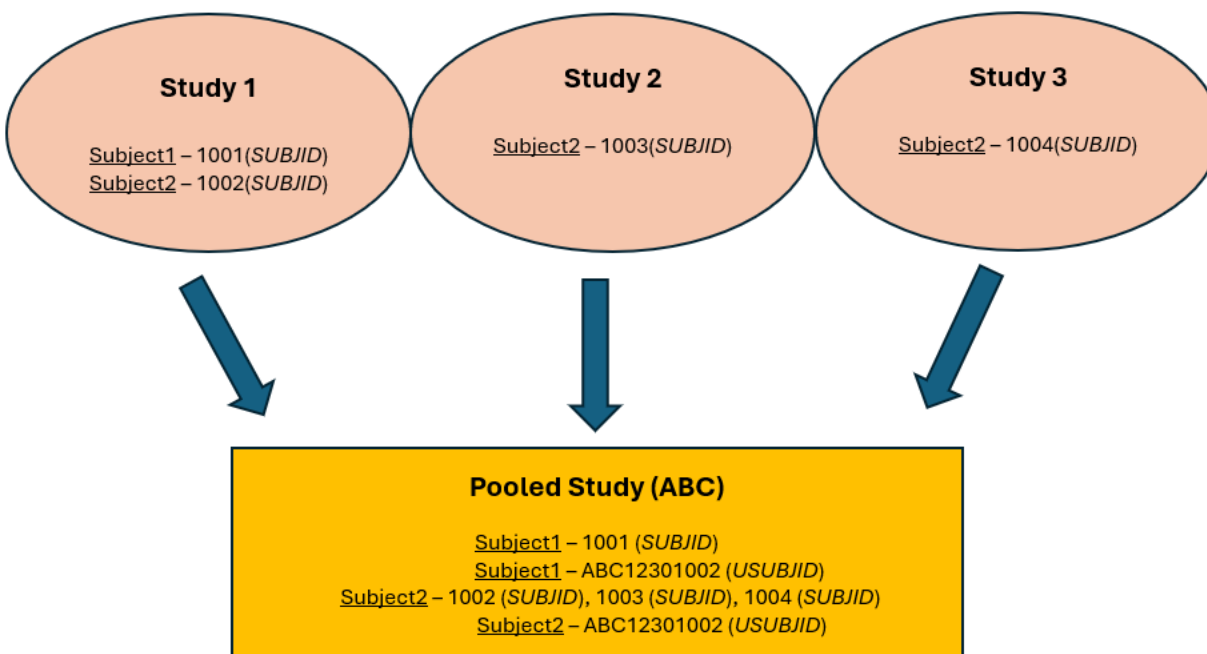 Study 1
Subject1 – 1001(SUBJID)
Subject2 – 1002(SUBJID)
Study 2
Subject2 – 1003(SUBJID)
Study 3
Subject2 – 1004(SUBJID)
Pooled Study (ABC)
Subject1 – 1001 (SUBJID)
Subject1 – ABC12301002 (USUBJID)
Subject2 – 1002 (SUBJID), 1003 (SUBJID), 1004 (SUBJID)
Subject2 – ABC12301002 (USUBJID)